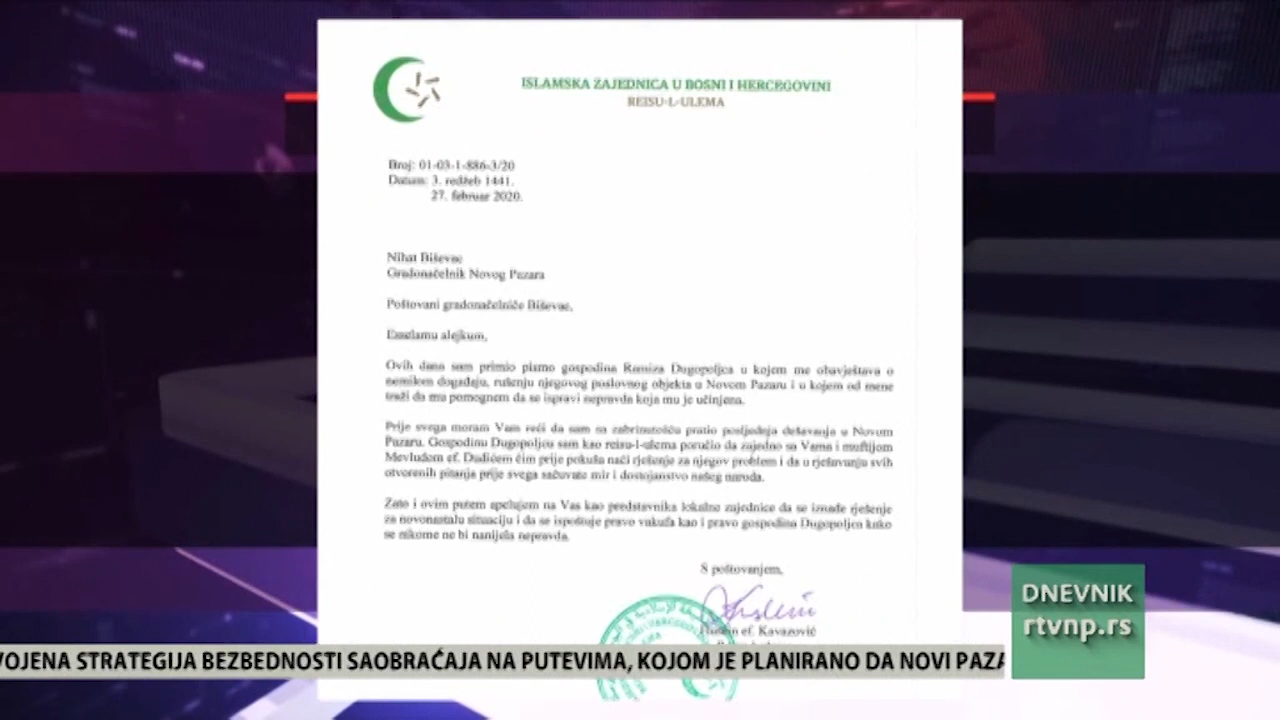 ISLAMSKA ZAJEDNICA U BOSNI I HERCEGOVINI
REISU-L-ULEMA
Broj: 01-03-1-886-3/20
Datum: 3. redžeb 1441.
27. februar 2020.
Nihat Biševac
Gradonačelnik Novog Pazara
Poštovani gradonačelniče Biševac,
Esselamu alejkum,
Ovih dana sam primio pismo gospodina Ramiza Dugopoljca u kojem me obavještava o
nemilom događaju, rušenju njegovog poslovnog objekta u Novom Pazaru i u kojem od mene
traži da mu pomognem da se ispravi nepravda koja mu je učinjena.
Prije svega moram Vam reći da sam sa zabrinutošću pratio posljednja dešavanja u Novom
Pazaru. Gospodinu Dugopoljcu sam kao reisu-l-ulema poručio da zajedno sa Vama i muftijom
Mevludom ef. Dudićem čim prije pokuša naći rješenje za njegov problem i da u rješavanju svih
otvorenih pitanja prije svega sačuvate mir i dostojanstvo našeg naroda.
Zato i ovim putem apelujem na Vas kao predstavnika lokalne zajednice da se iznađe rješenje
za novonastalu situaciju i da se ispoštuje pravo vakufa kao i pravo gospodina Dugopoljca kako
se nikome ne bi nanijela nepravda.
S poštovanjem,
Husein ef. Kavazović
VOJENA STRATEGIJA BEZBEDNOSTI SAOBRAĆAJA NA PUTEVIMA, KOJOM JE PLANIRANO DA NOVI PAZA
DNEVNIK
rtvnp.rs